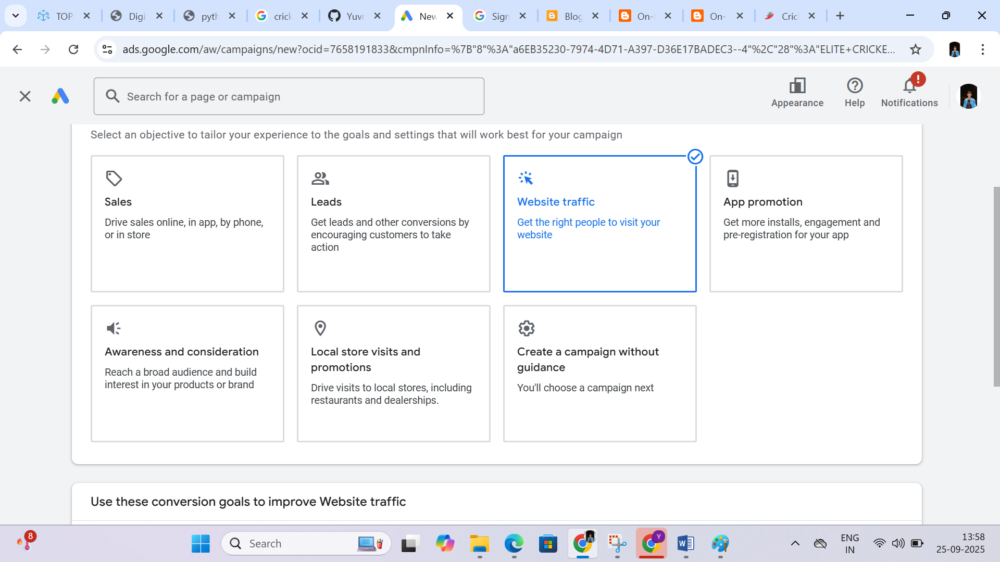 TOP
Digi
pyth
crick
Yuvr
New
Sign
Blog
On-
On-
Cric
ads.google.com/aw/campaigns/new?ocid=7658191833&cmpnInfo=%7B"8"%3A"a6EB35230-7974-4D71-A397-D36E17BADEC3--4"%2C"28"%3A"ELITE+CRICKE...
Search for a page or campaign
Appearance
Help
Notifications
Select an objective to tailor your experience to the goals and settings that will work best for your campaign
Sales
Drive sales online, in app, by phone,
or in store
Leads
Get leads and other conversions by
encouraging customers to take
action
Website traffic
Get the right people to visit your
website
App promotion
Get more installs, engagement and
pre-registration for your app
Awareness and consideration
Reach a broad audience and build
interest in your products or brand
Local store visits and
promotions
Drive visits to local stores, including
restaurants and dealerships.
Create a campaign without
guidance
You'll choose a campaign next
Use these conversion goals to improve Website traffic
8
Search
Y
W
ENG
IN
13:58
25-09-2025